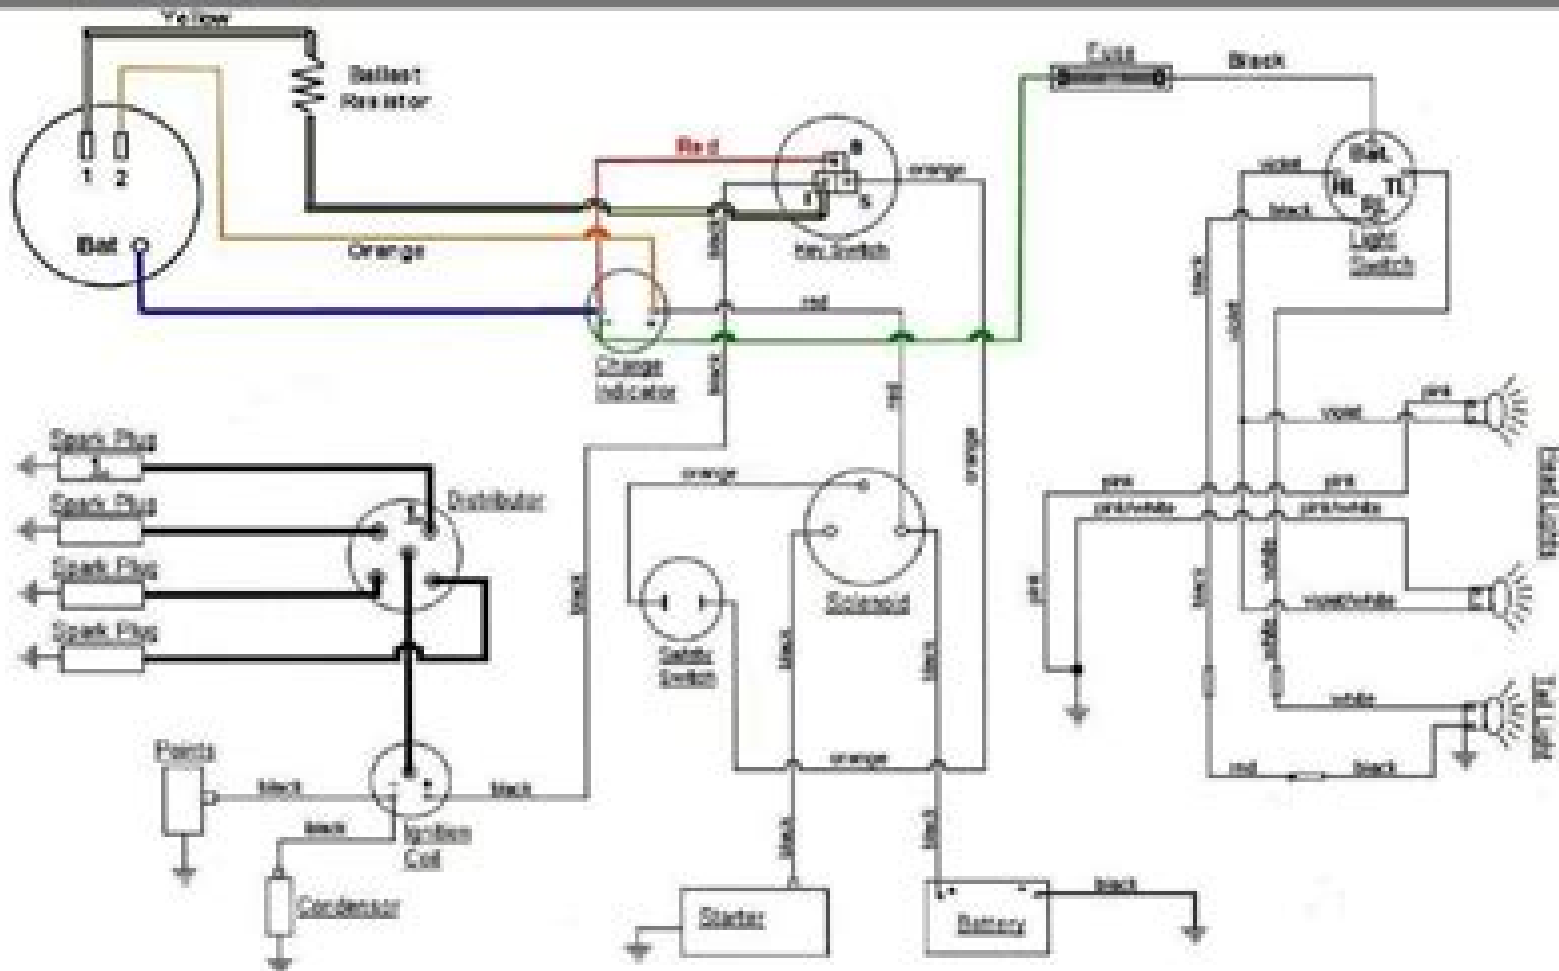 Yellow
Ballast
Resistor
1
2
Bat
Orange
Red
B
I
S
orange
Key Switch
black
red
Charge
Indicator
black
red
orange
Fuse
Black
Bat.
HL
TL
Light
Switch
violet
black
black
violet
pink
violet
pink
pink
pink/white
pink/white
pink
white
black
violet/white
white
white
red
black
Head Lights
Tail Light
Spark Plug
Spark Plug
Spark Plug
Spark Plug
Distributor
orange
Solenoid
Safety
Switch
black
black
black
orange
Points
black
black
black
Ignition
Coil
Condensor
black
black
Starter
Battery
black